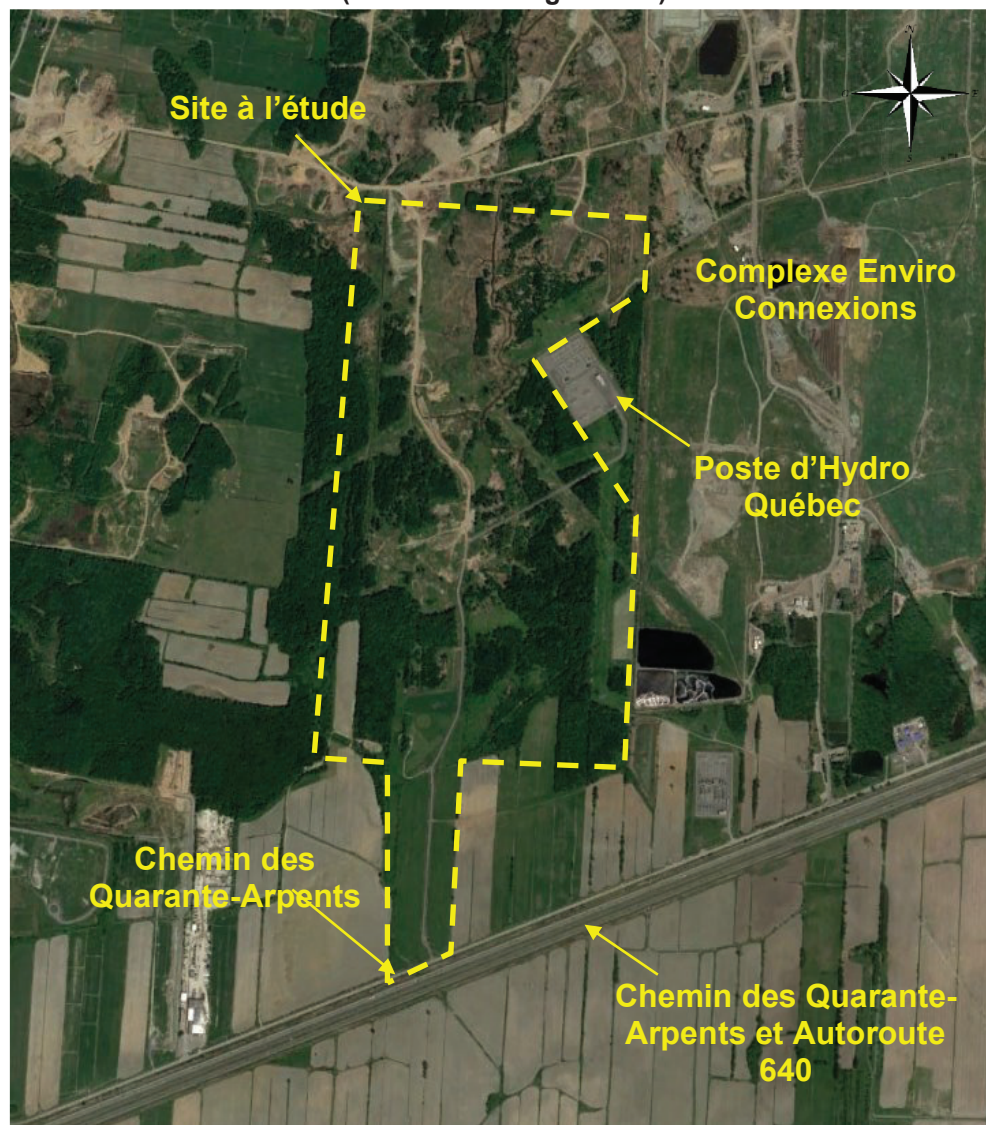 Site à l'étude
Complexe Enviro
Connexions
Poste d'Hydro
Québec
Chemin des
Quarante-Arpents
Chemin des Quarante-
Arpents et Autoroute
640